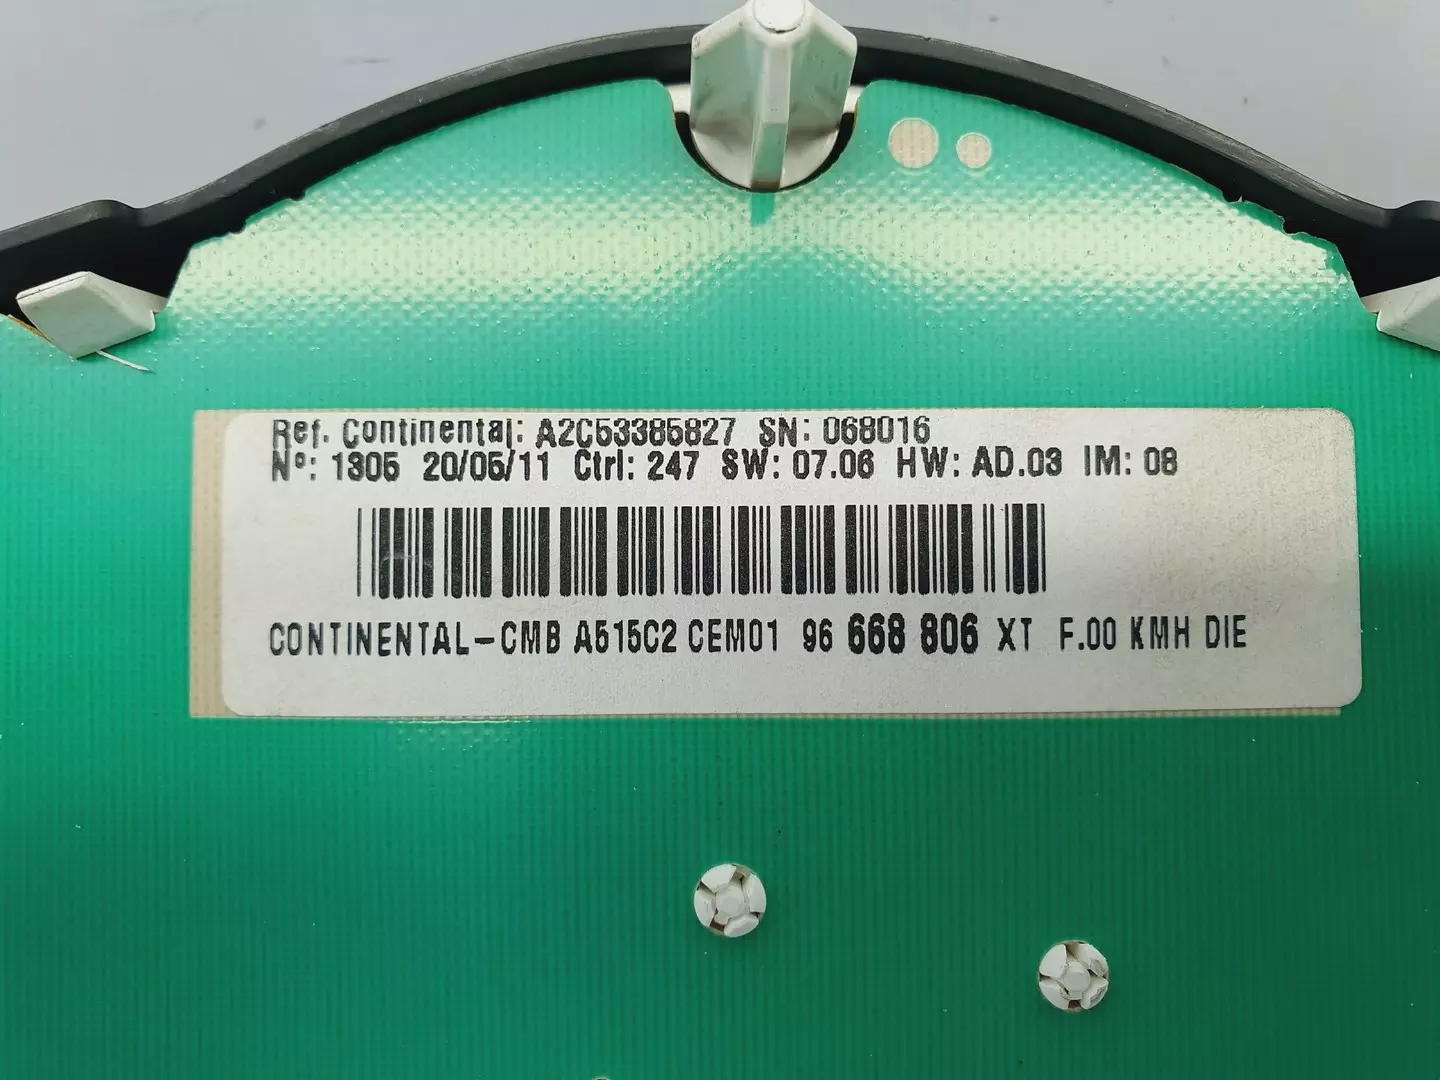 Ref. Continental: A2C53385827 SN: 068016
Nº: 1305 20/05/11 Ctrl: 247 SW: 07.06 HW: AD.03 IM: 08
CONTINENTAL-CMB A515C2 CEM01 96 668 806 XT F.00 KMH DIE